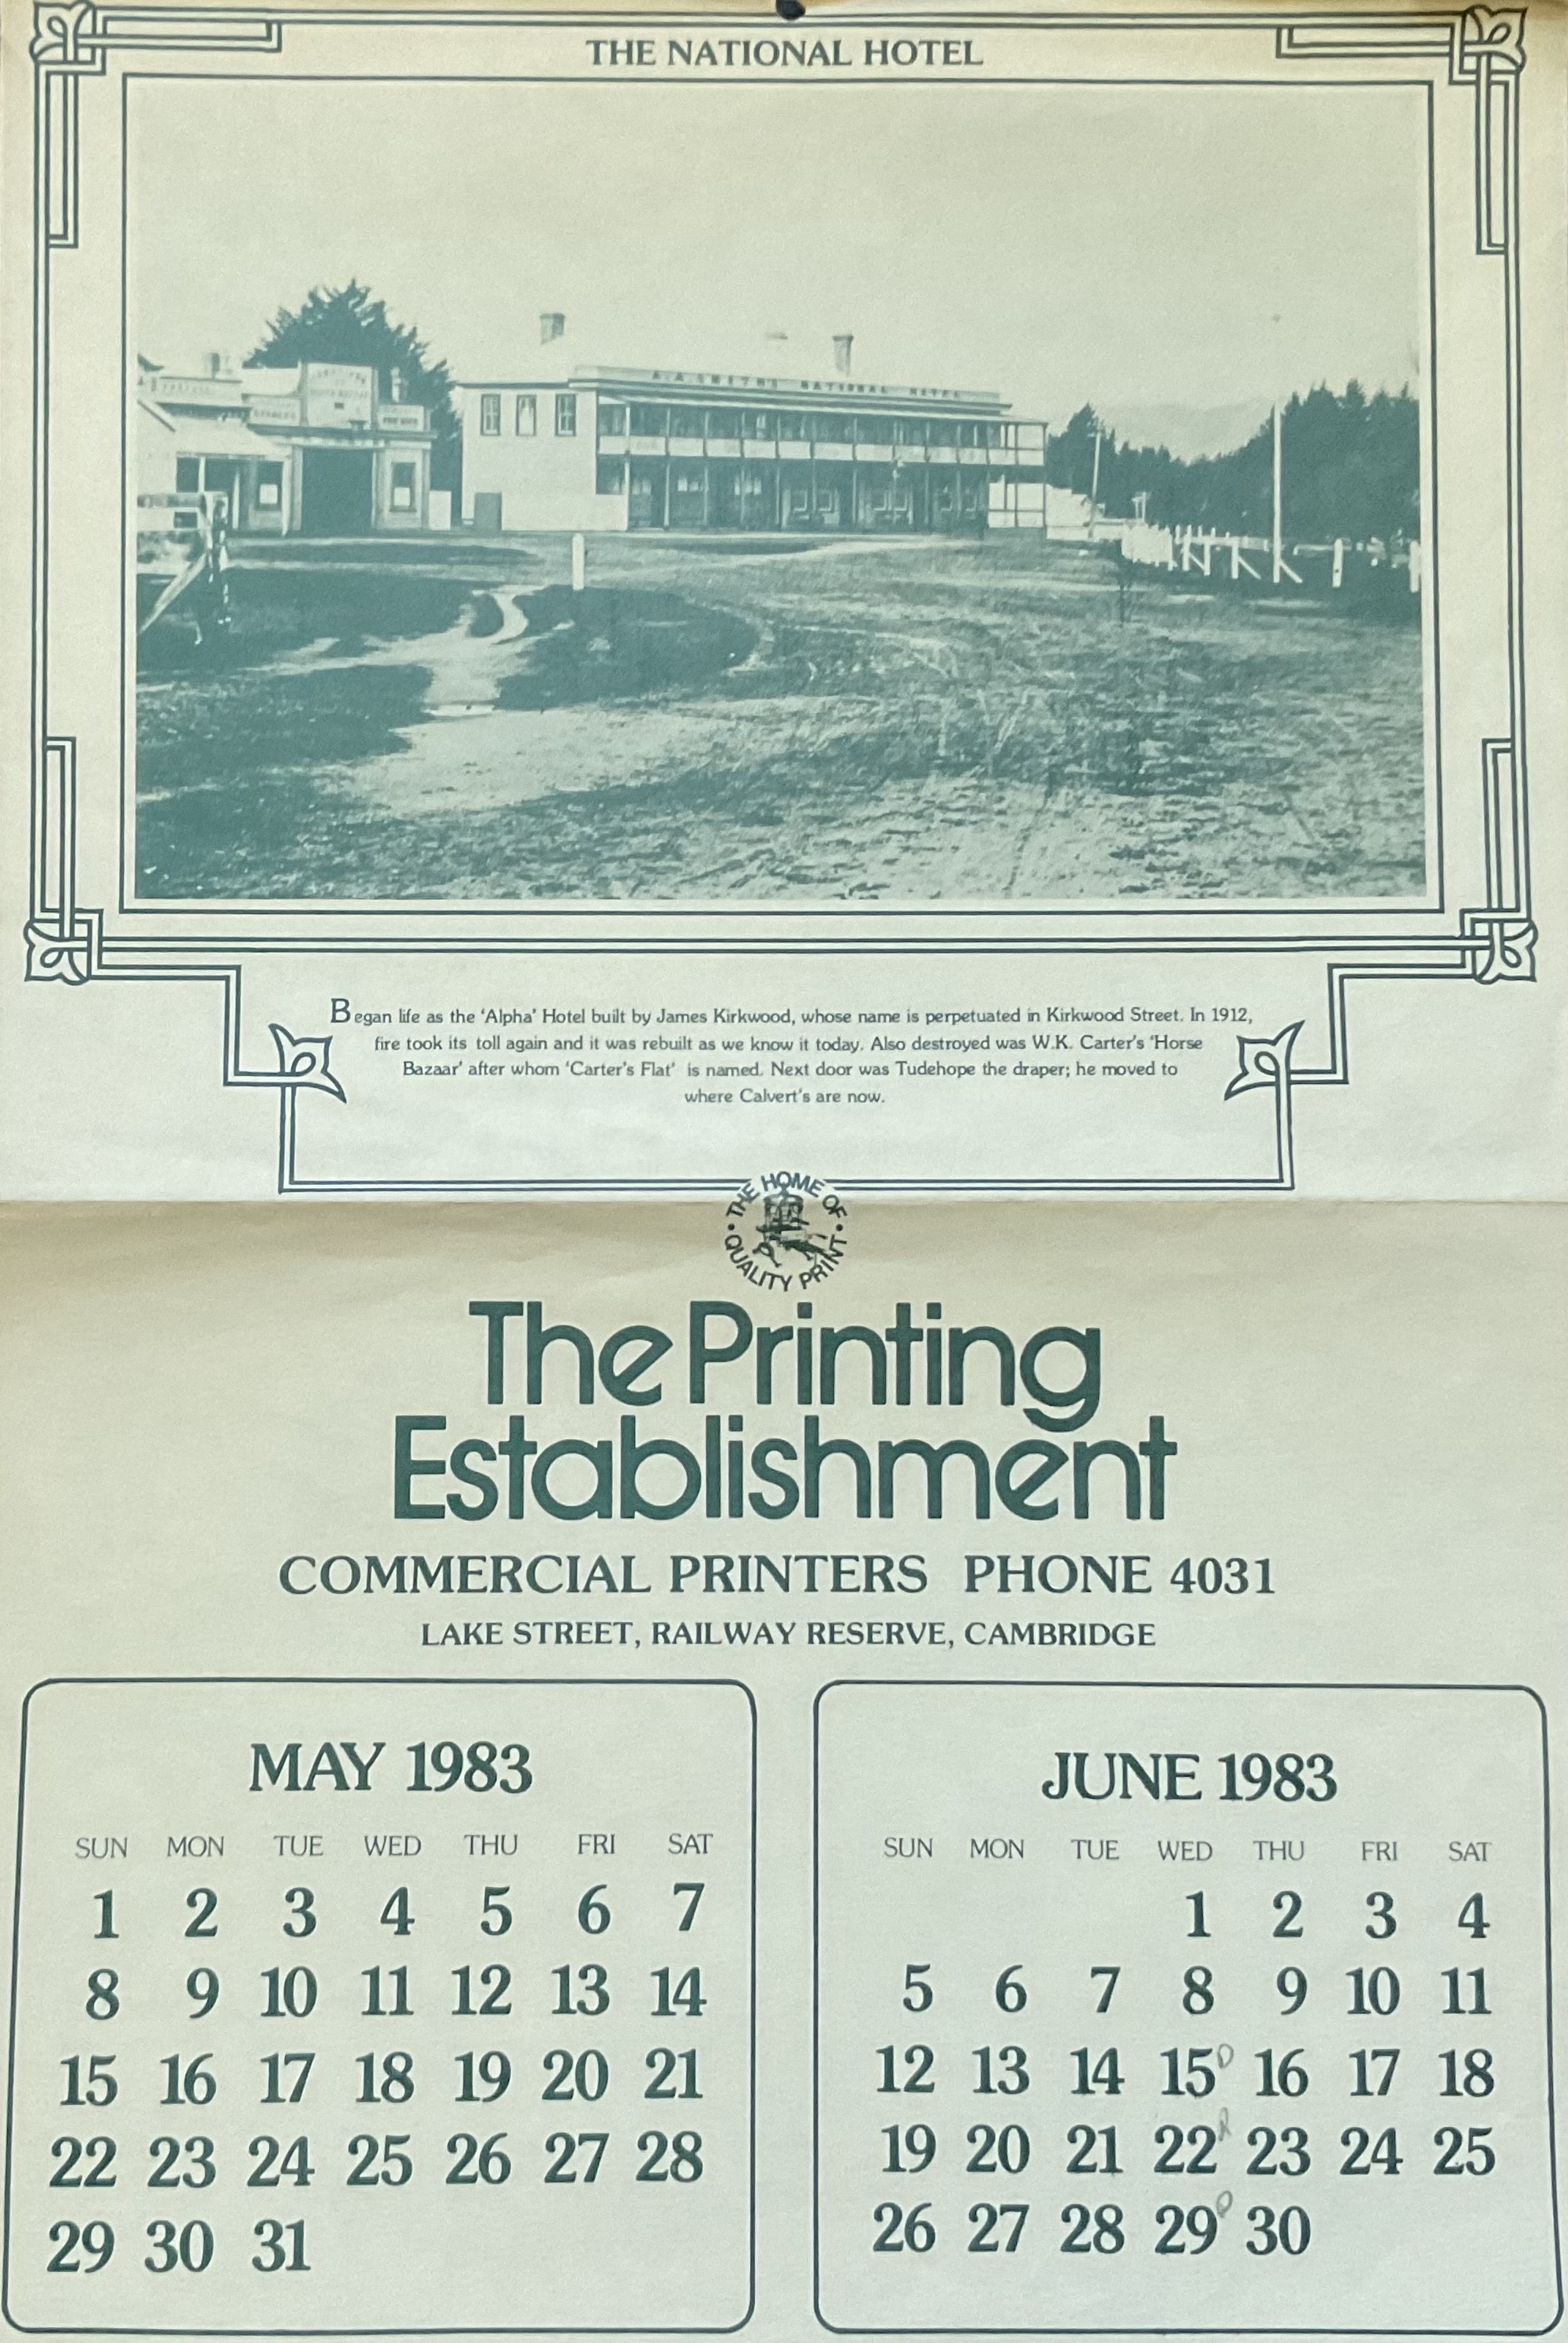 THE NATIONAL HOTEL
A.A. SMITH'S NATIONAL HOTEL
Began life as the ‘Alpha’ Hotel built by James Kirkwood, whose name is perpetuated in Kirkwood Street. In 1912,
fire took its toll again and it was rebuilt as we know it today. Also destroyed was W.K. Carter's ‘Horse
Bazaar’ after whom ‘Carter's Flat’ is named. Next door was Tudehope the draper; he moved to
where Calvert's are now.
THE HOME OF
QUALITY PRINT
The Printing
Establishment
COMMERCIAL PRINTERS PHONE 4031
LAKE STREET, RAILWAY RESERVE, CAMBRIDGE
MAY 1983
SUN MON TUE WED THU FRI SAT
1 2 3 4 5 6 7
8 9 10 11 12 13 14
15 16 17 18 19 20 21
22 23 24 25 26 27 28
29 30 31
JUNE 1983
SUN MON TUE WED THU FRI SAT
1 2 3 4
5 6 7 8 9 10 11
12 13 14 15 16 17 18
19 20 21 22 23 24 25
26 27 28 29 30